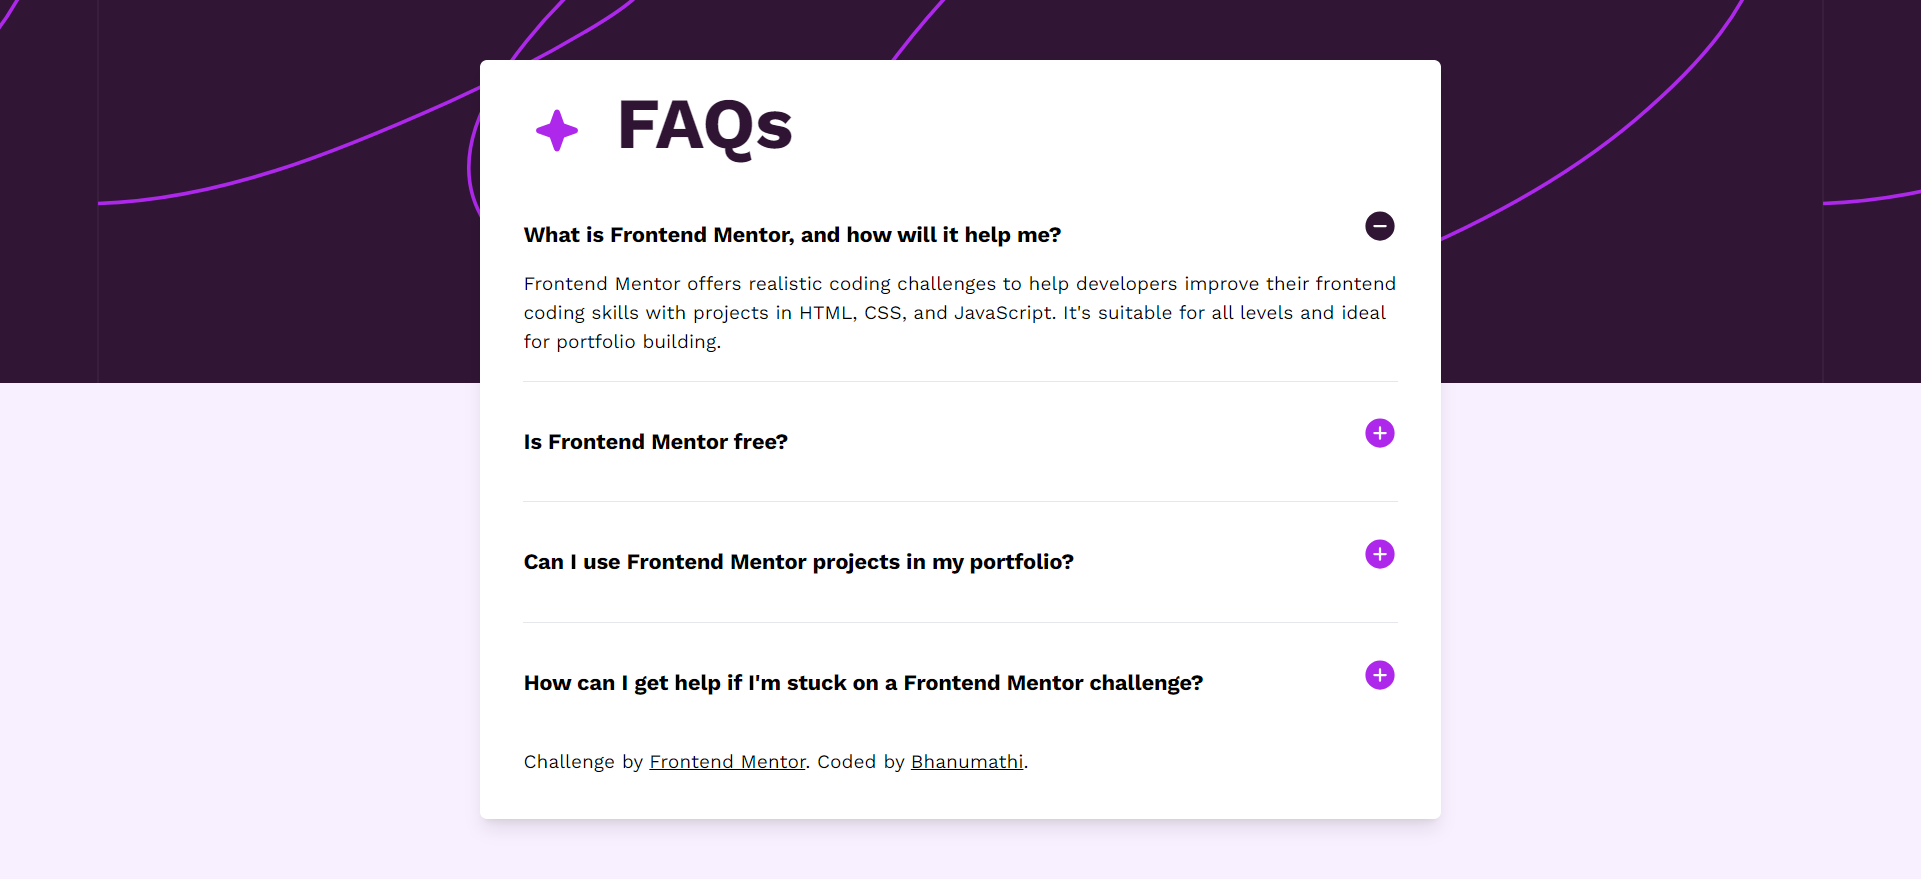 FAQs
What is Frontend Mentor, and how will it help me?
Frontend Mentor offers realistic coding challenges to help developers improve their frontend
coding skills with projects in HTML, CSS, and JavaScript. It's suitable for all levels and ideal
for portfolio building.
Is Frontend Mentor free?
Can I use Frontend Mentor projects in my portfolio?
How can I get help if I'm stuck on a Frontend Mentor challenge?
Challenge by Frontend Mentor. Coded by Bhanumathi.